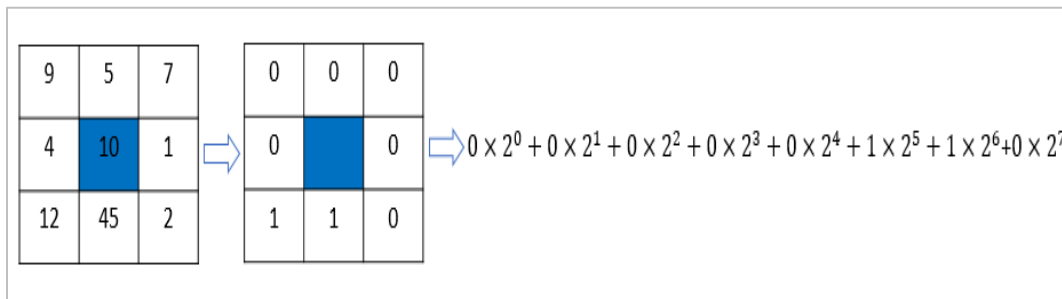 9 5 7
4 10 1
12 45 2
0 0 0
0 0
1 1 0
0 × 2⁰ + 0 × 2¹ + 0 × 2² + 0 × 2³ + 0 × 2⁴ + 1 × 2⁵ + 1 × 2⁶+0 × 2⁷